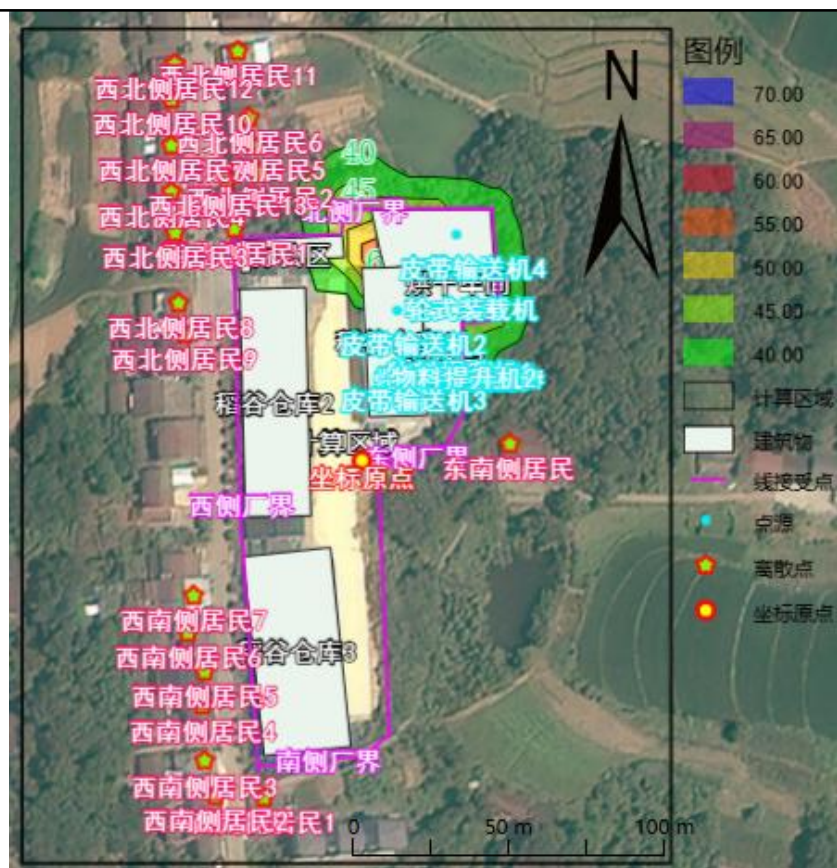 图例
N
70.00
65.00
60.00
55.00
50.00
45.00
40.00
计算区域
建筑物
线接受点
点源
离散点
坐标原点
西北侧居民11
西北侧居民12
西北侧居民10
西北侧居民6
40
45
北侧厂界
皮带输送机4
烘干车间
轮式装载机
西北侧居民3
西北侧居民8
西北侧居民9
皮带输送机2
物料提升机2
皮带输送机3
稻谷仓库2
计算区域
东侧厂界
东南侧居民
坐标原点
西侧厂界
西南侧居民7
西南侧居民6
稻谷仓库3
西南侧居民5
西南侧居民4
南侧厂界
西南侧居民3
西南侧居民2
居民1
0
50 m
100 m